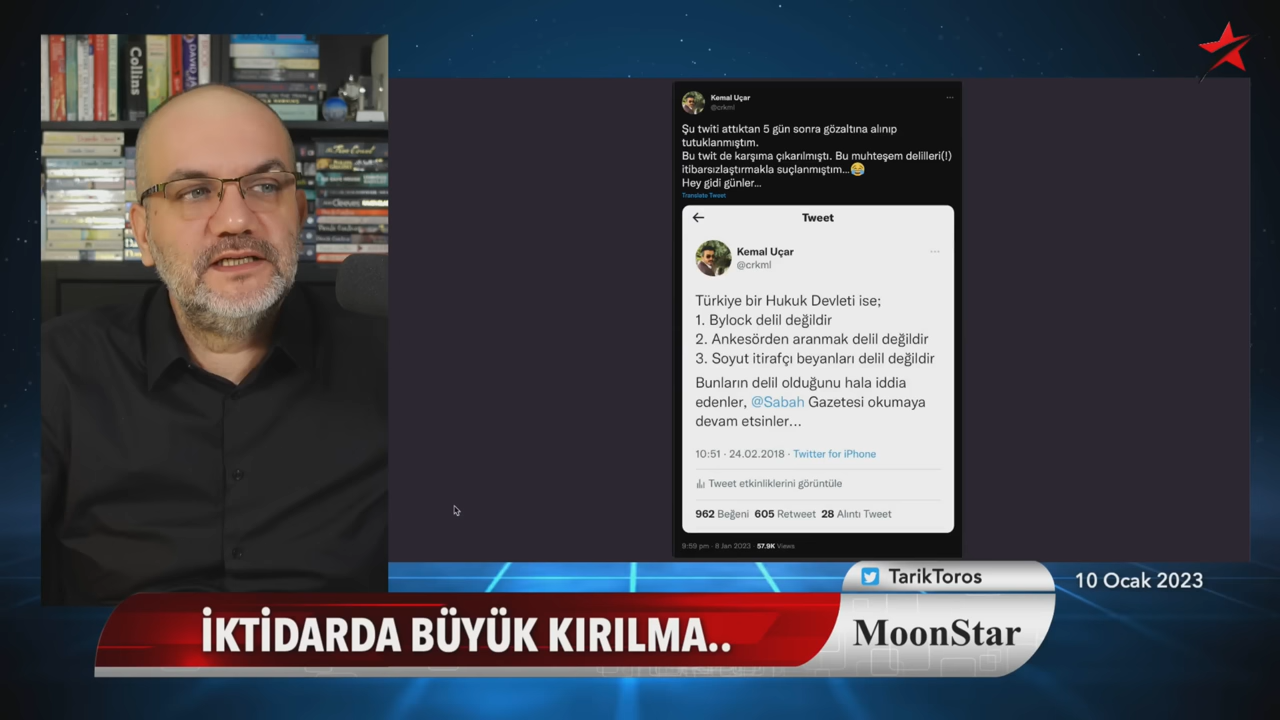 Collins
Kemal Uçar
@crkml
Şu twiti attıktan 5 gün sonra gözaltına alınıp
tutuklanmıştım.
Bu twit de karşıma çıkarılmıştı. Bu muhteşem delilleri(!)
itibarsızlaştırmakla suçlanmıştım...😂
Hey gidi günler...
Translate Tweet
Tweet
Kemal Uçar
@crkml
Türkiye bir Hukuk Devleti ise;
1. Bylock delil değildir
2. Ankesörden aranmak delil değildir
3. Soyut itirafçı beyanları delil değildir
Bunların delil olduğunu hala iddia
edenler, @Sabah Gazetesi okumaya
devam etsinler...
10:51 · 24.02.2018 · Twitter for iPhone
Tweet etkinliklerini görüntüle
962 Beğeni 605 Retweet 28 Alıntı Tweet
9:59 pm · 8 Jan 2023 · 57.9K Views
TarikToros
10 Ocak 2023
İKTİDARDA BÜYÜK KIRILMA..
MoonStar